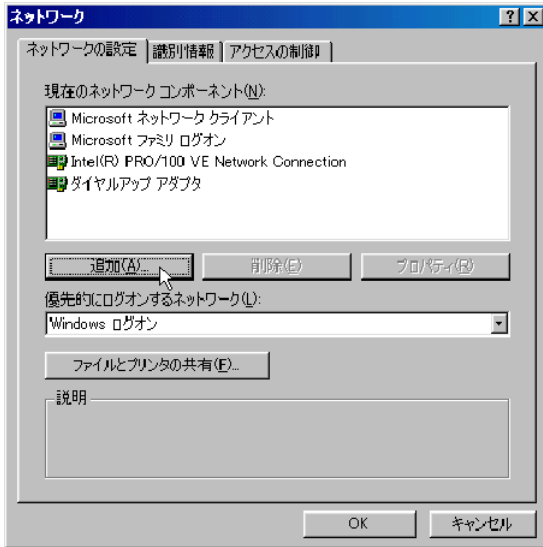 ネットワーク
ネットワークの設定 識別情報 アクセスの制御
現在のネットワーク コンポーネント(N):
Microsoft ネットワーク クライアント
Microsoft ファミリ ログオン
Intel(R) PRO/100 VE Network Connection
ダイヤルアップ アダプタ
追加(A)... 削除(E) プロパティ(R)
優先的にログオンするネットワーク(L):
Windows ログオン
ファイルとプリンタの共有(F)...
説明
OK キャンセル